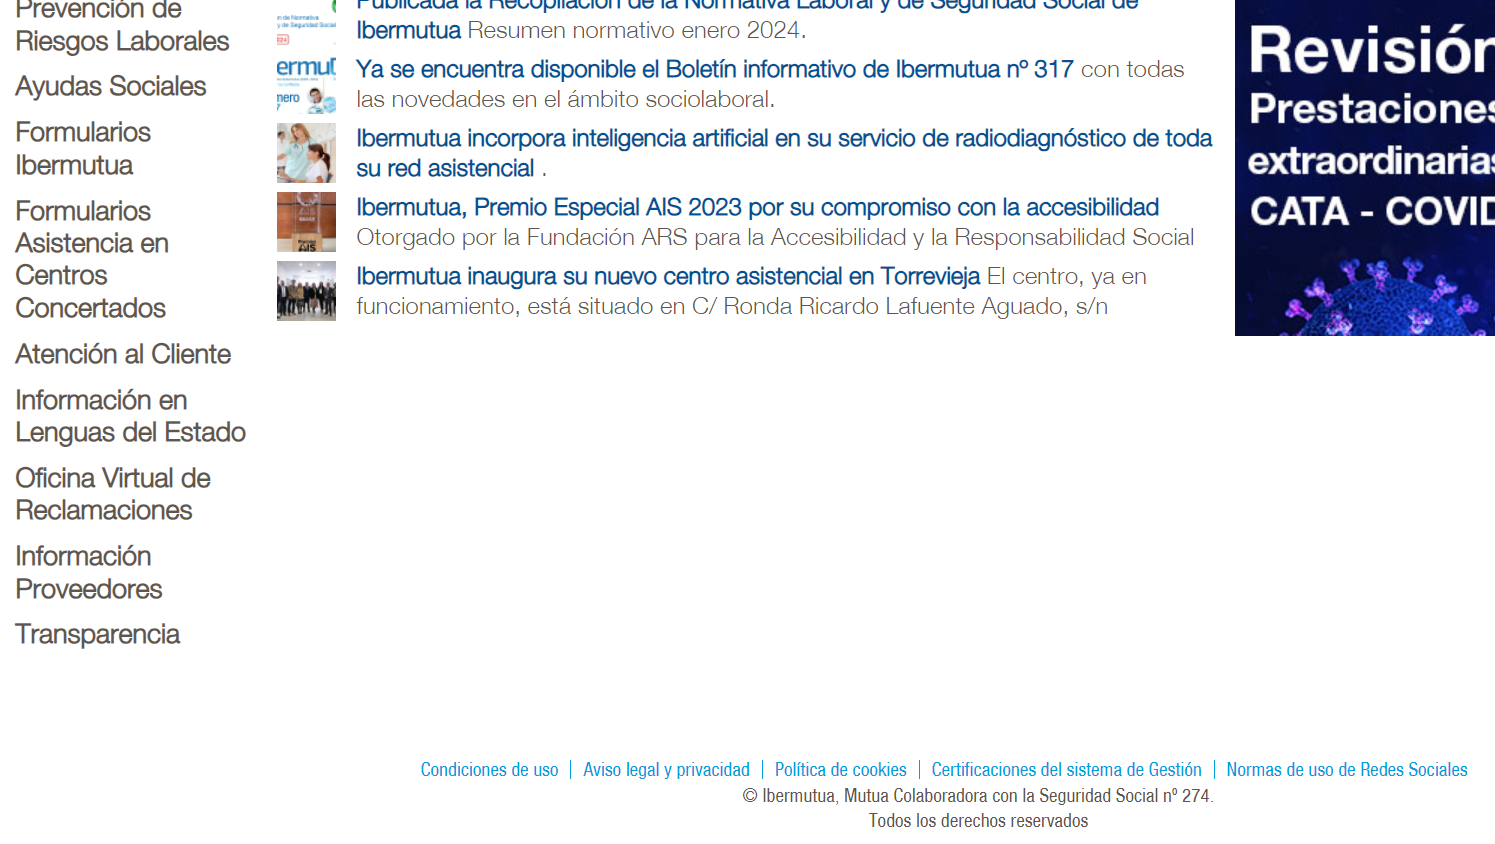 Prevención de
Riesgos Laborales
Ayudas Sociales
Formularios
Ibermutua
Formularios
Asistencia en
Centros
Concertados
Atención al Cliente
Información en
Lenguas del Estado
Oficina Virtual de
Reclamaciones
Información
Proveedores
Transparencia
Publicada la Recopilación de la Normativa Laboral y de Seguridad Social de
Ibermutua Resumen normativo enero 2024.
Ya se encuentra disponible el Boletín informativo de Ibermutua nº 317 con todas
las novedades en el ámbito sociolaboral.
Ibermutua incorpora inteligencia artificial en su servicio de radiodiagnóstico de toda
su red asistencial .
Ibermutua, Premio Especial AIS 2023 por su compromiso con la accesibilidad
Otorgado por la Fundación ARS para la Accesibilidad y la Responsabilidad Social
Ibermutua inaugura su nuevo centro asistencial en Torrevieja El centro, ya en
funcionamiento, está situado en C/ Ronda Ricardo Lafuente Aguado, s/n
Revisión
Prestaciones
extraordinarias
CATA - COVID
Condiciones de uso | Aviso legal y privacidad | Política de cookies | Certificaciones del sistema de Gestión | Normas de uso de Redes Sociales
© Ibermutua, Mutua Colaboradora con la Seguridad Social nº 274.
Todos los derechos reservados